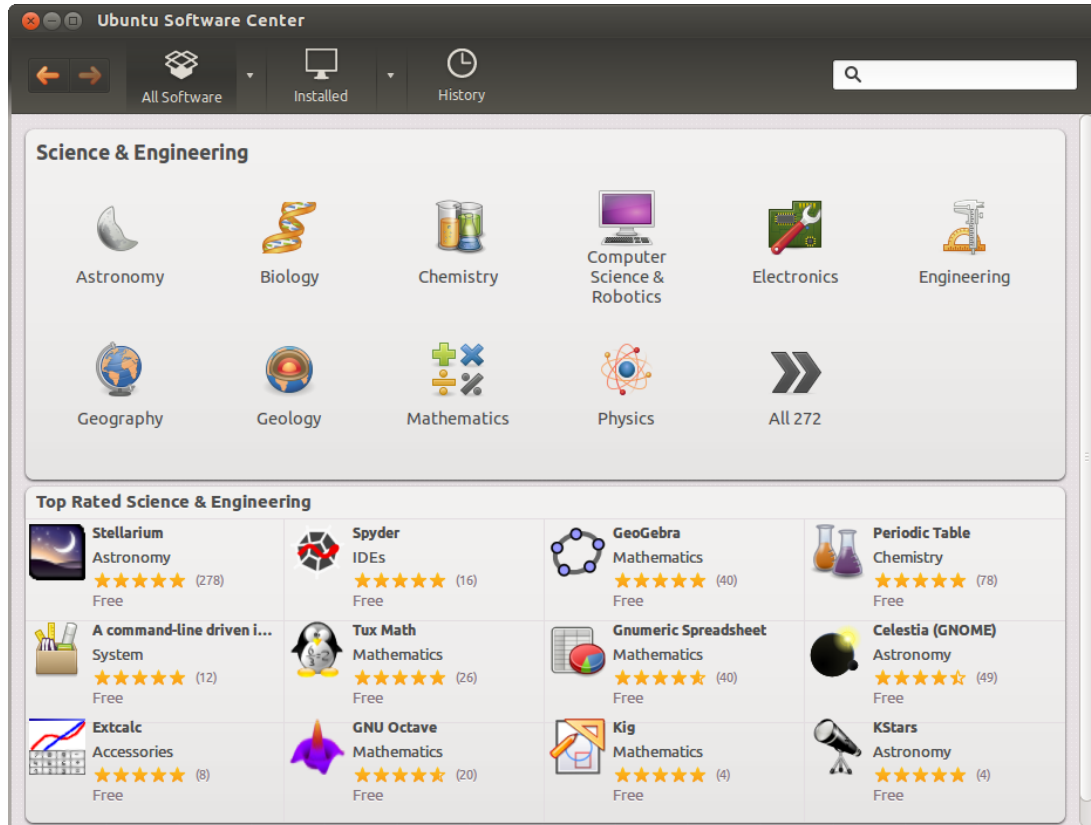 Ubuntu Software Center
All Software
Installed
History
Science & Engineering
Astronomy
Biology
Chemistry
Computer
Science &
Robotics
Electronics
Engineering
Geography
Geology
Mathematics
Physics
All 272
Top Rated Science & Engineering
Stellarium
Astronomy
(278)
Free
Spyder
IDEs
(16)
Free
GeoGebra
Mathematics
(40)
Free
Periodic Table
Chemistry
(78)
Free
A command-line driven i...
System
(12)
Free
Tux Math
Mathematics
(26)
Free
Gnumeric Spreadsheet
Mathematics
(40)
Free
Celestia (GNOME)
Astronomy
(49)
Free
Extcalc
Accessories
(8)
Free
GNU Octave
Mathematics
(20)
Free
Kig
Mathematics
(4)
Free
KStars
Astronomy
(4)
Free